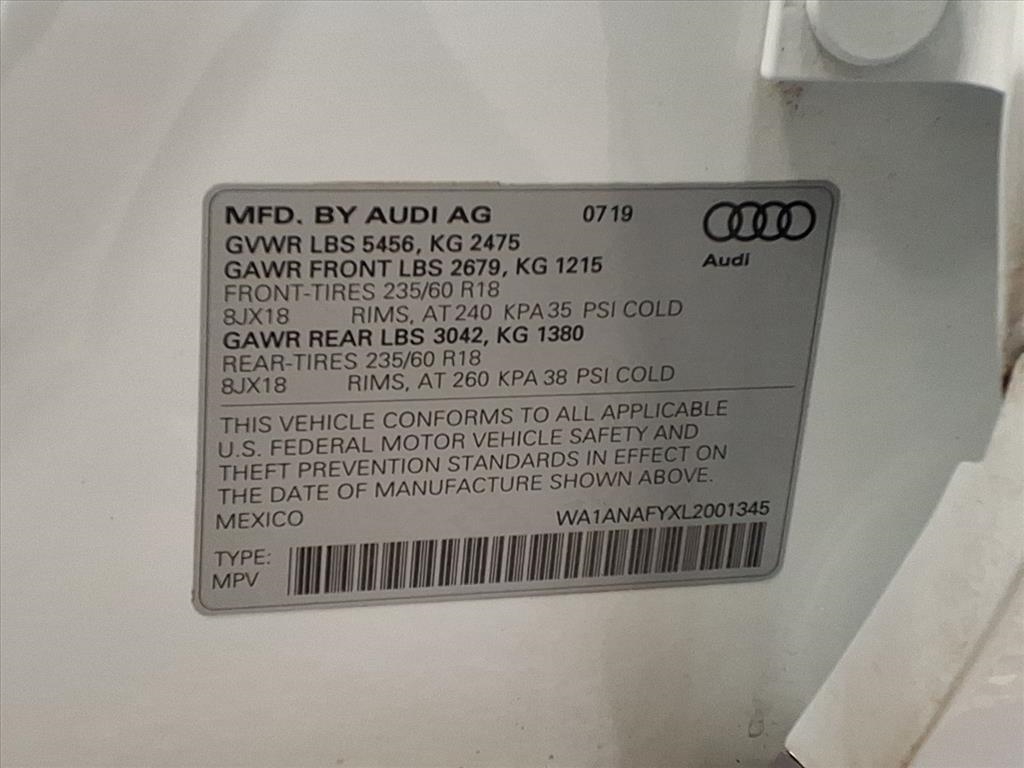 MFD. BY AUDI AG 0719
GVWR LBS 5456, KG 2475
GAWR FRONT LBS 2679, KG 1215
Audi
FRONT-TIRES 235/60 R18
8JX18 RIMS, AT 240 KPA 35 PSI COLD
GAWR REAR LBS 3042, KG 1380
REAR-TIRES 235/60 R18
8JX18 RIMS, AT 260 KPA 38 PSI COLD
THIS VEHICLE CONFORMS TO ALL APPLICABLE
U.S. FEDERAL MOTOR VEHICLE SAFETY AND
THEFT PREVENTION STANDARDS IN EFFECT ON
THE DATE OF MANUFACTURE SHOWN ABOVE.
MEXICO WA1ANAFYXL2001345
TYPE:
MPV